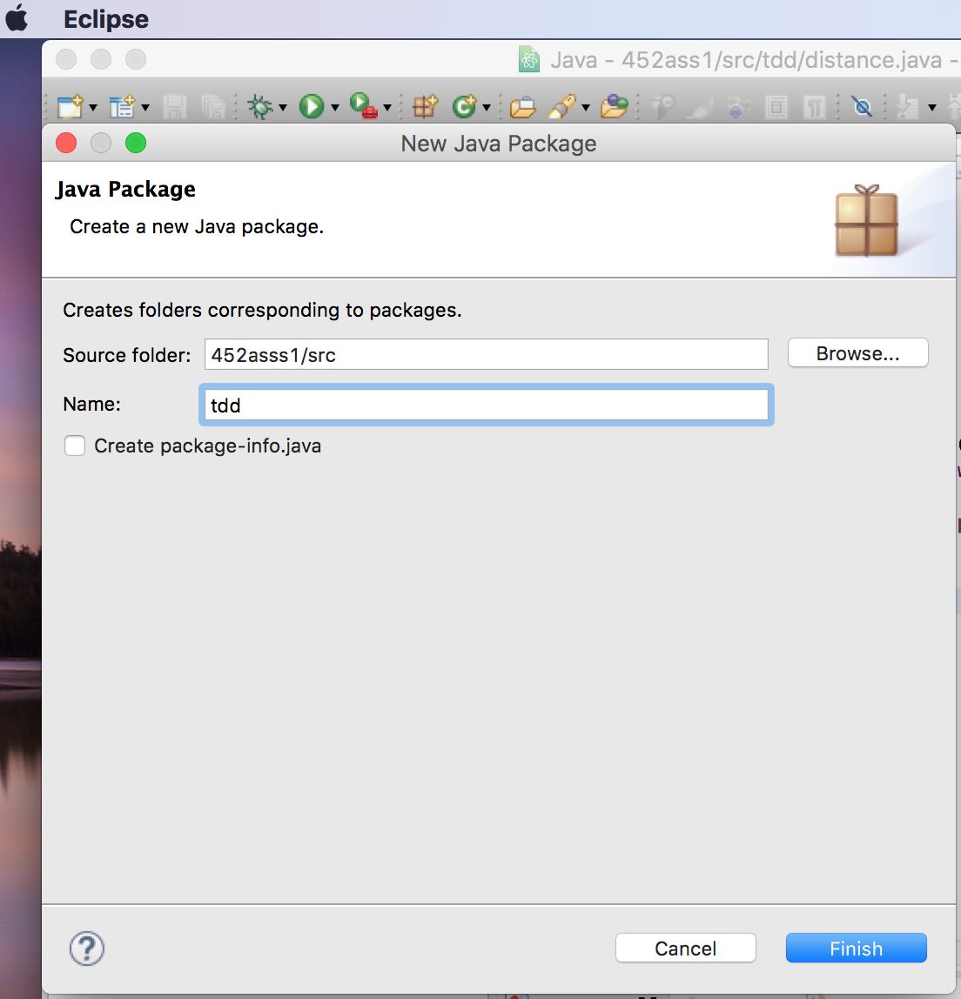 Eclipse
Java - 452ass1/src/tdd/distance.java -
New Java Package
Java Package
Create a new Java package.
Creates folders corresponding to packages.
Source folder: 452asss1/src Browse...
Name: tdd
Create package-info.java
? Cancel Finish